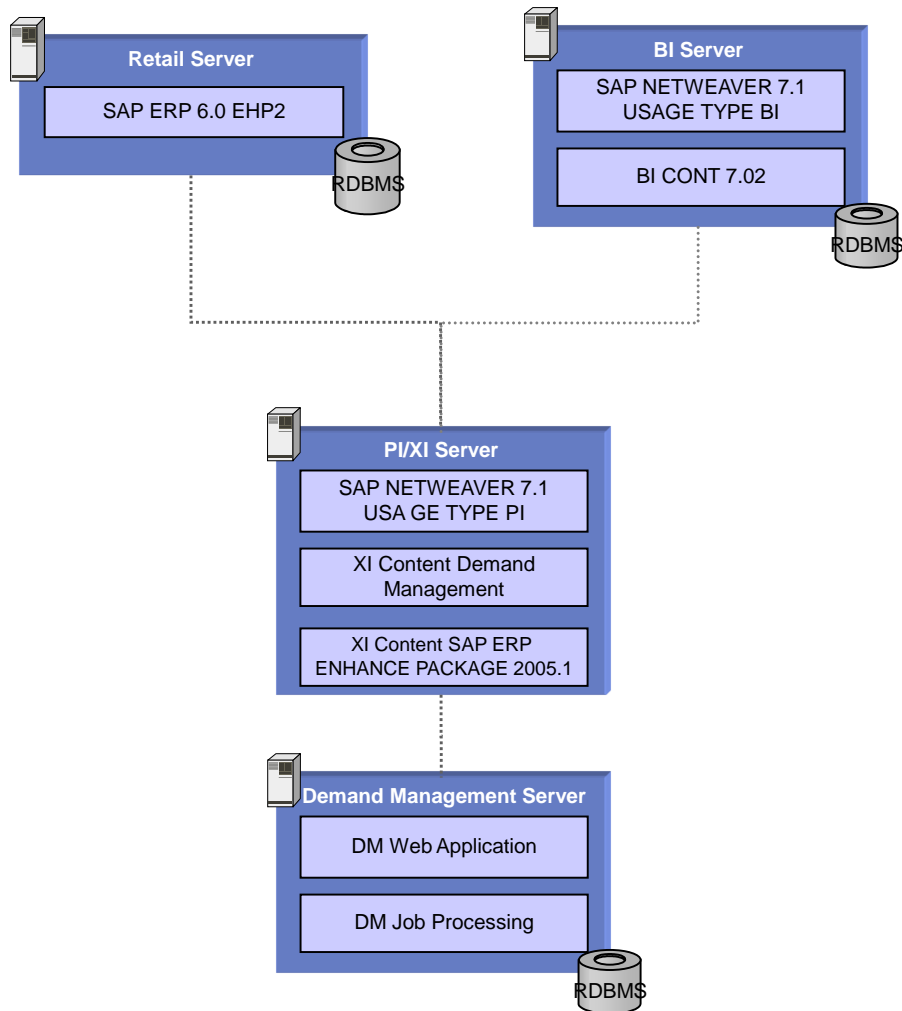 Retail Server
SAP ERP 6.0 EHP2
RDBMS
BI Server
SAP NETWEAVER 7.1
USAGE TYPE BI
BI CONT 7.02
RDBMS
PI/XI Server
SAP NETWEAVER 7.1
USA GE TYPE PI
XI Content Demand
Management
XI Content SAP ERP
ENHANCE PACKAGE 2005.1
Demand Management Server
DM Web Application
DM Job Processing
RDBMS